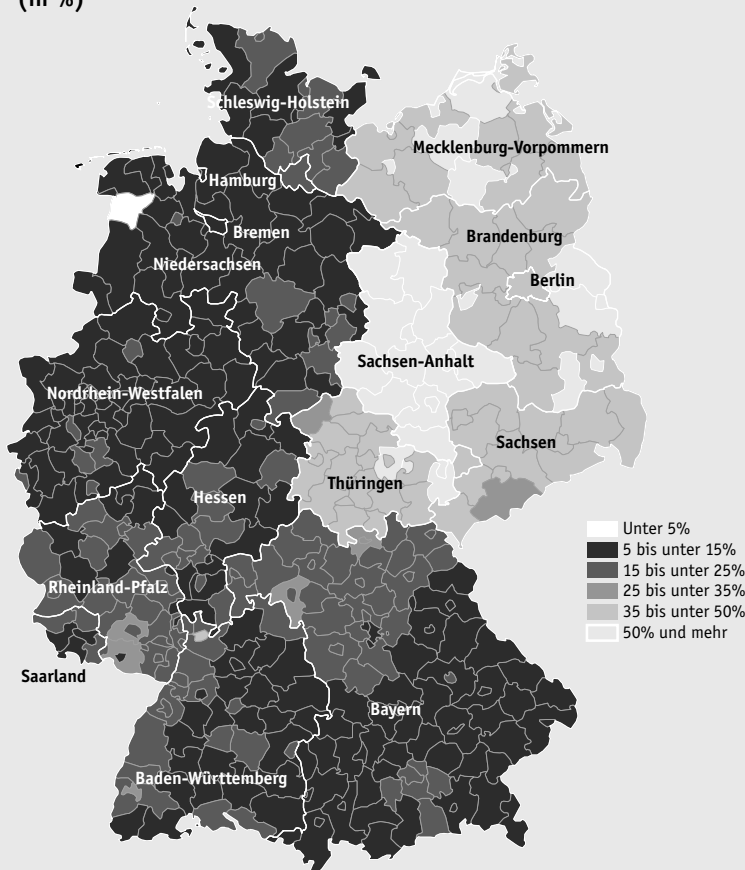 (in %)
Schleswig-Holstein
Mecklenburg-Vorpommern
Hamburg
Bremen
Brandenburg
Niedersachsen
Berlin
Sachsen-Anhalt
Nordrhein-Westfalen
Sachsen
Thüringen
Hessen
Unter 5%
5 bis unter 15%
15 bis unter 25%
25 bis unter 35%
35 bis unter 50%
50% und mehr
Rheinland-Pfalz
Saarland
Bayern
Baden-Württemberg